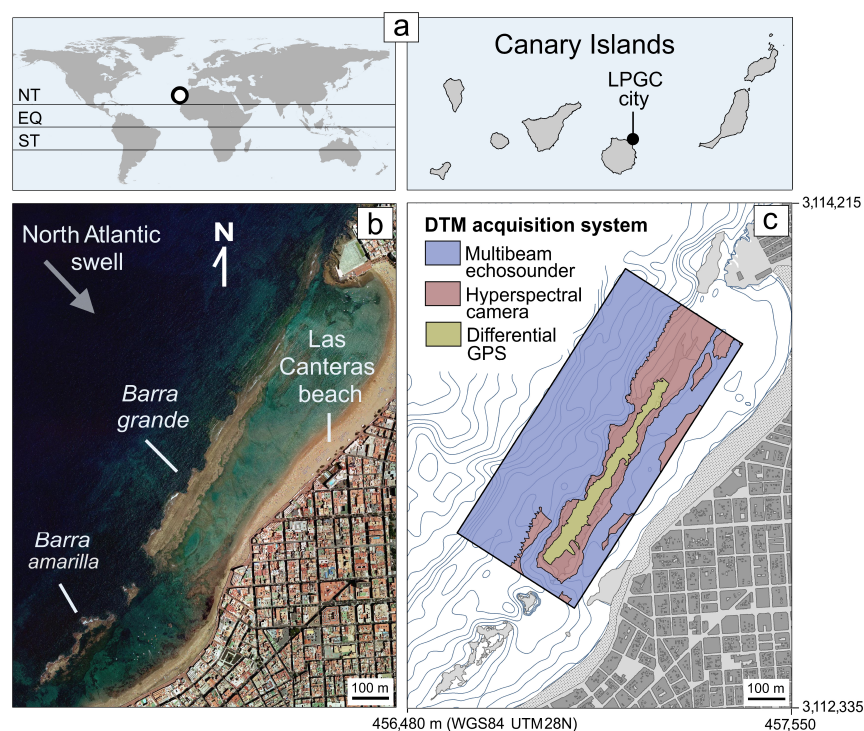 a
NT
EQ
ST
Canary Islands
LPGC
city
b
North Atlantic
swell
N
Las
Canteras
beach
Barra
grande
Barra
amarilla
100 m
c
DTM acquisition system
Multibeam
echosounder
Hyperspectral
camera
Differential
GPS
100 m
3,114,215
3,112,335
456,480 m (WGS84 UTM28N)
457,550